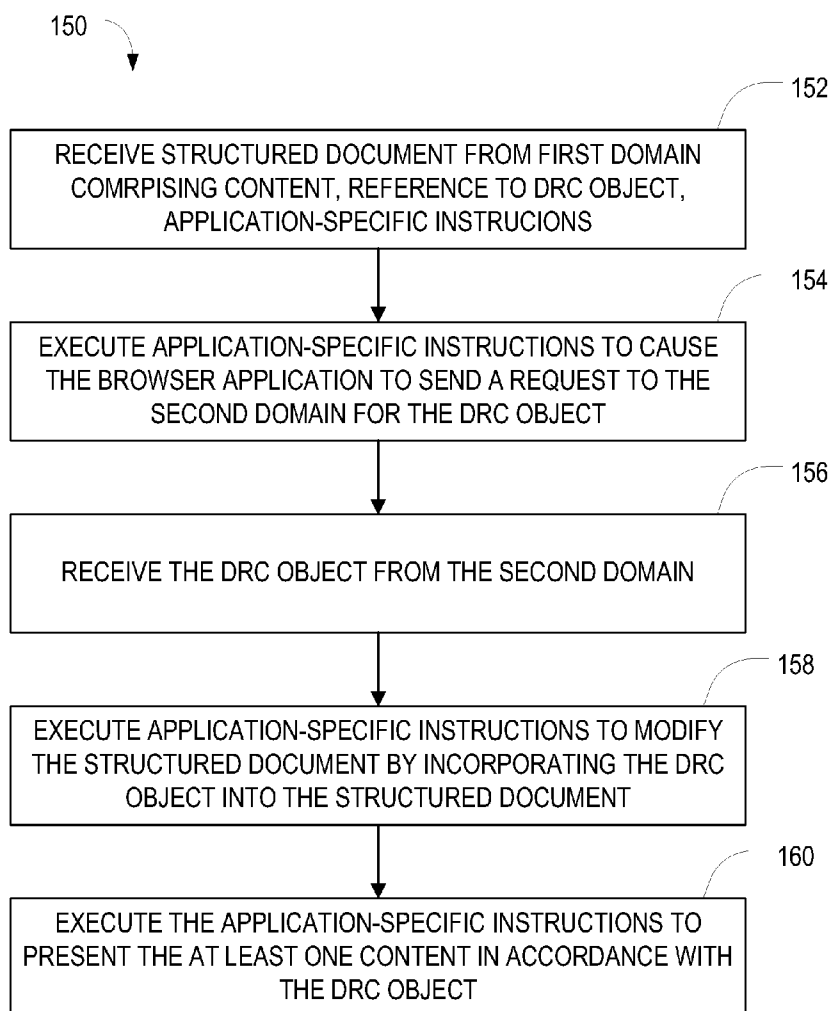 150
152
RECEIVE STRUCTURED DOCUMENT FROM FIRST DOMAIN
COMRPISING CONTENT, REFERENCE TO DRC OBJECT,
APPLICATION-SPECIFIC INSTRUCIONS
154
EXECUTE APPLICATION-SPECIFIC INSTRUCTIONS TO CAUSE
THE BROWSER APPLICATION TO SEND A REQUEST TO THE
SECOND DOMAIN FOR THE DRC OBJECT
156
RECEIVE THE DRC OBJECT FROM THE SECOND DOMAIN
158
EXECUTE APPLICATION-SPECIFIC INSTRUCTIONS TO MODIFY
THE STRUCTURED DOCUMENT BY INCORPORATING THE DRC
OBJECT INTO THE STRUCTURED DOCUMENT
160
EXECUTE THE APPLICATION-SPECIFIC INSTRUCTIONS TO
PRESENT THE AT LEAST ONE CONTENT IN ACCORDANCE WITH
THE DRC OBJECT